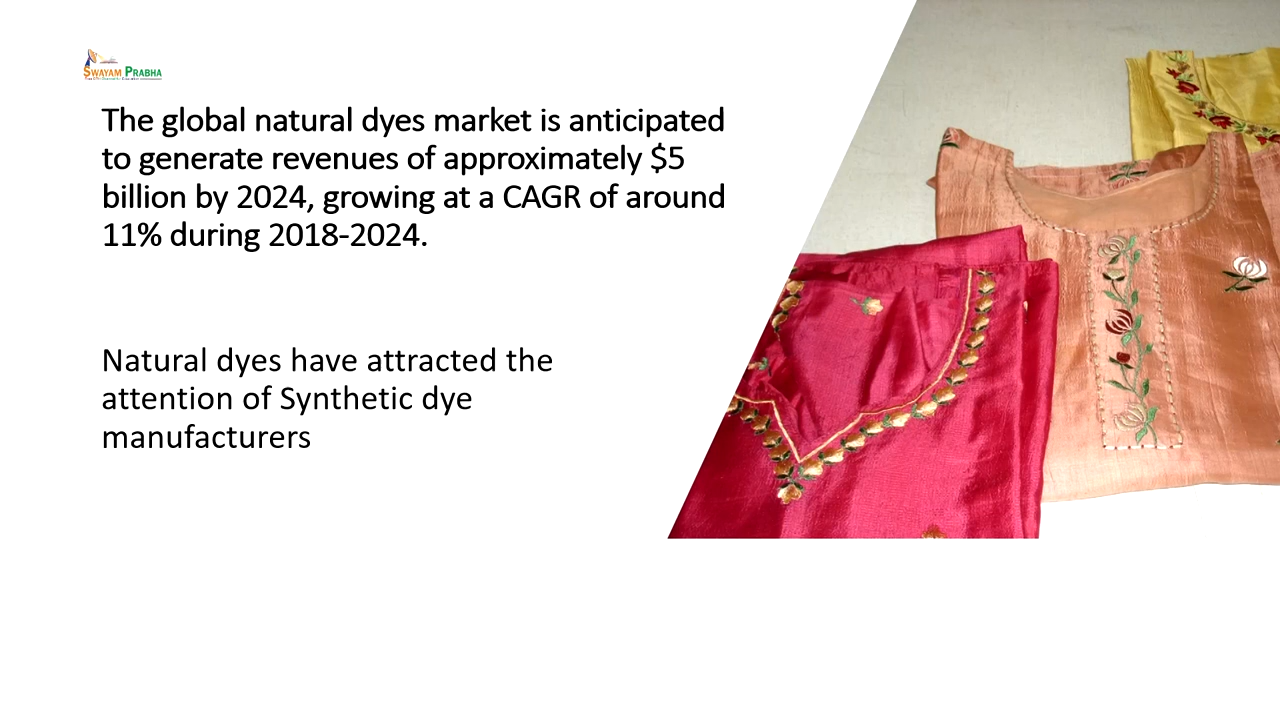 SWAYAM PRABHA
The global natural dyes market is anticipated
to generate revenues of approximately $5
billion by 2024, growing at a CAGR of around
11% during 2018-2024.
Natural dyes have attracted the
attention of Synthetic dye
manufacturers